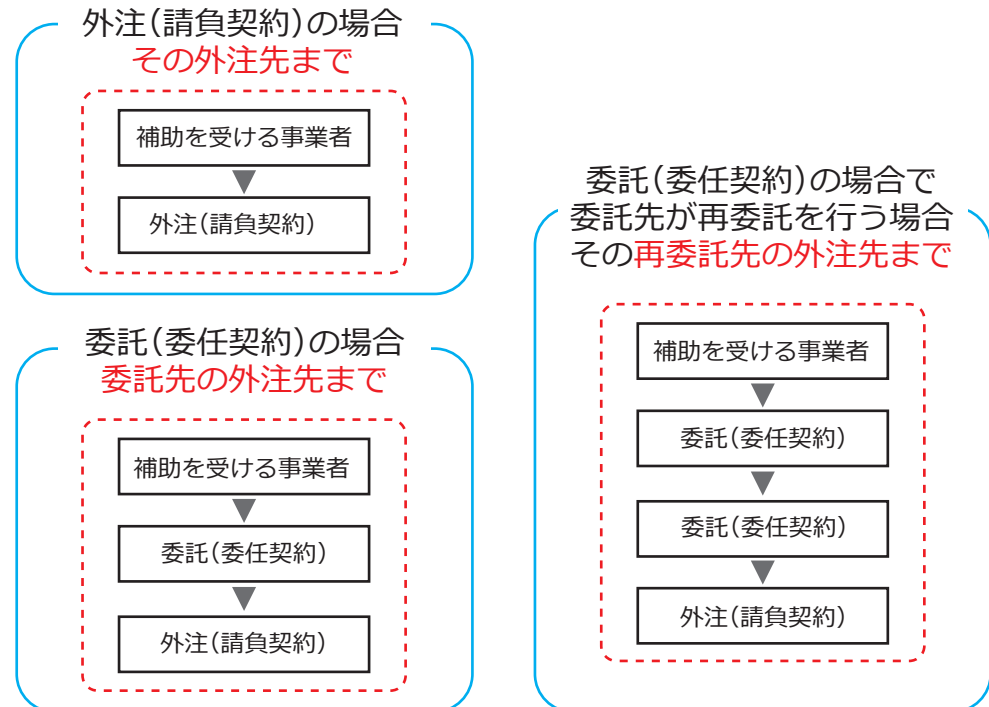 外注(請負契約)の場合
その外注先まで
補助を受ける事業者
外注(請負契約)
委託(委任契約)の場合
委託先の外注先まで
補助を受ける事業者
委託(委任契約)
外注(請負契約)
委託(委任契約)の場合で
委託先が再委託を行う場合
その再委託先の外注先まで
補助を受ける事業者
委託(委任契約)
委託(委任契約)
外注(請負契約)